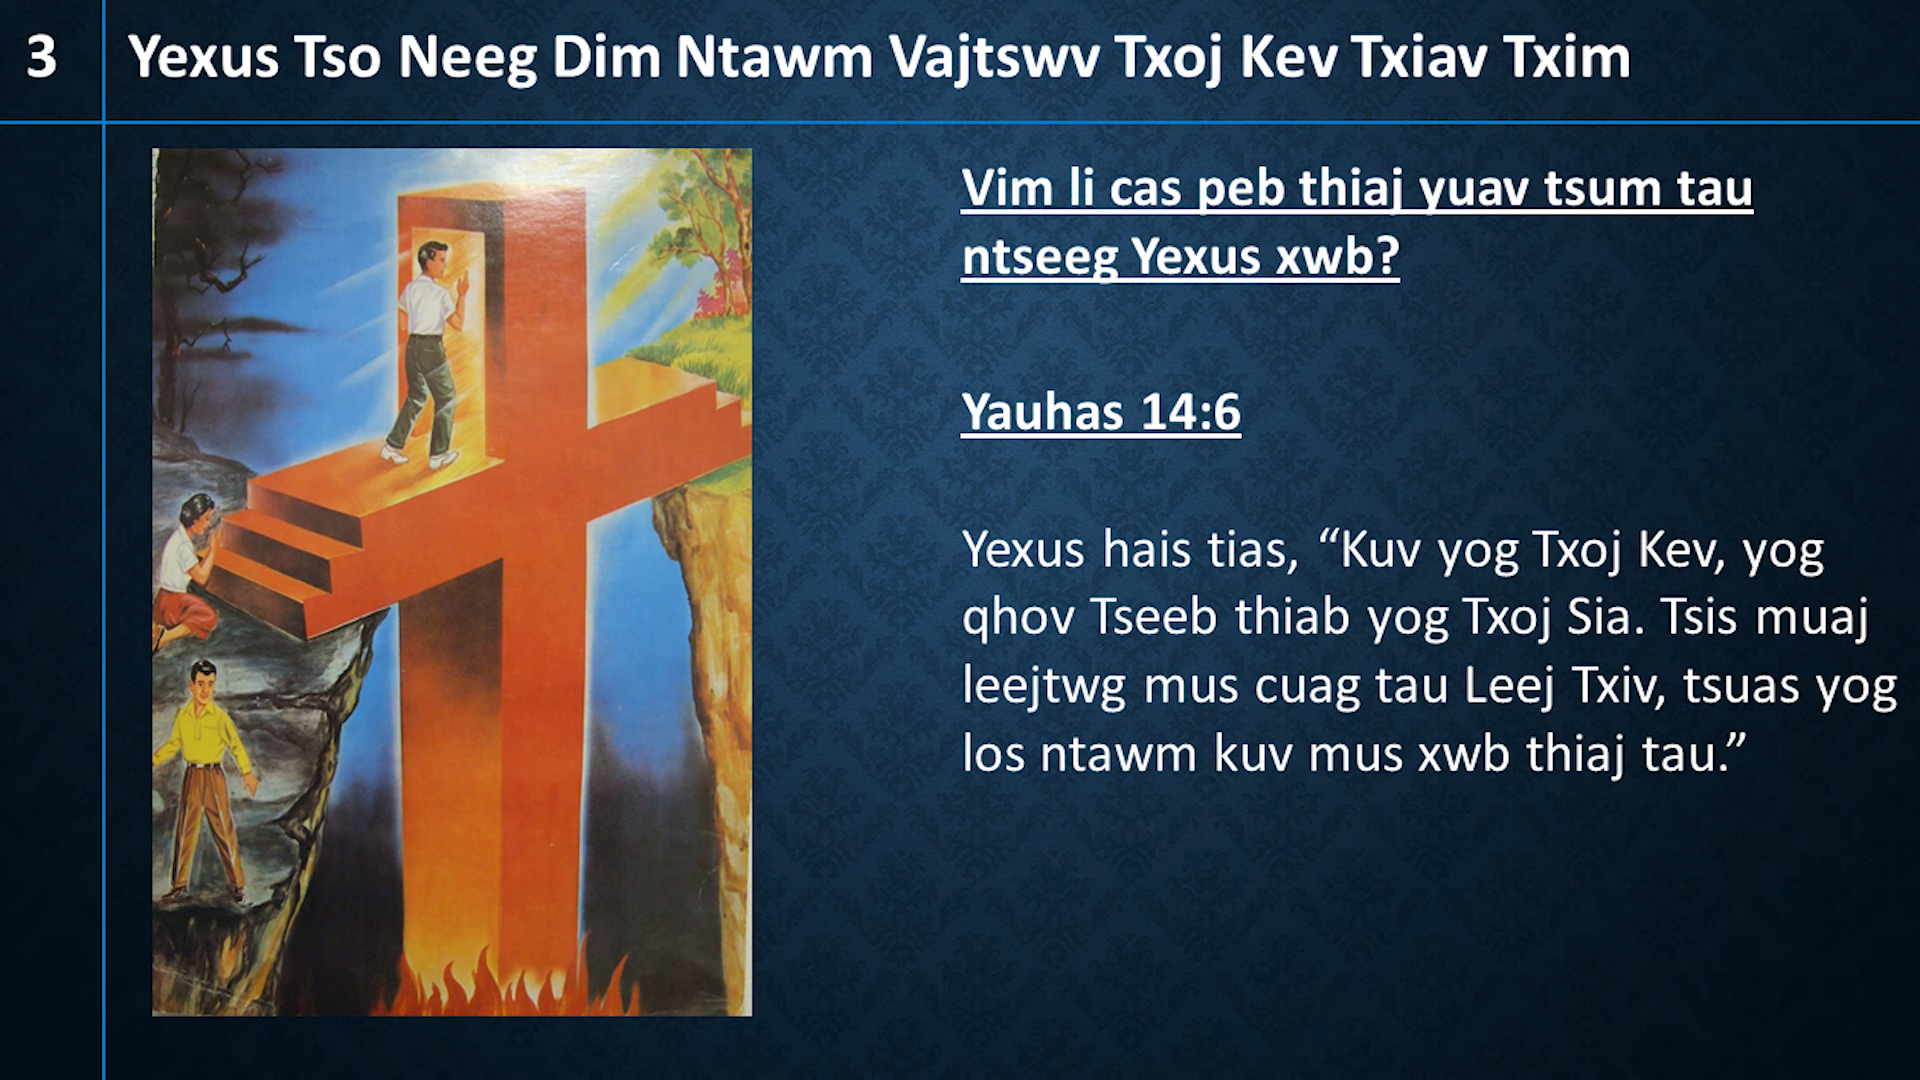 3
Yexus Tso Neeg Dim Ntawm Vajtswv Txoj Kev Txiav Txim
Vim li cas peb thiaj yuav tsum tau
ntseeg Yexus xwb?
Yauhas 14:6
Yexus hais tias, “Kuv yog Txoj Kev, yog
qhov Tseeb thiab yog Txoj Sia. Tsis muaj
leejtwg mus cuag tau Leej Txiv, tsuas yog
los ntawm kuv mus xwb thiaj tau.”